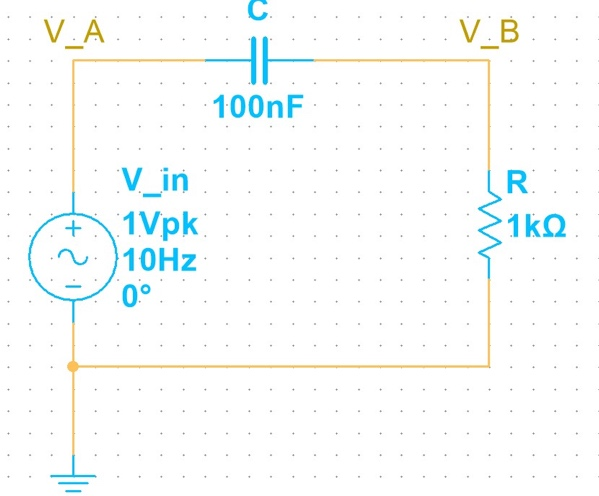 C
V_A
V_B
100nF
V_in
1Vpk
10Hz
0°
R
1kΩ